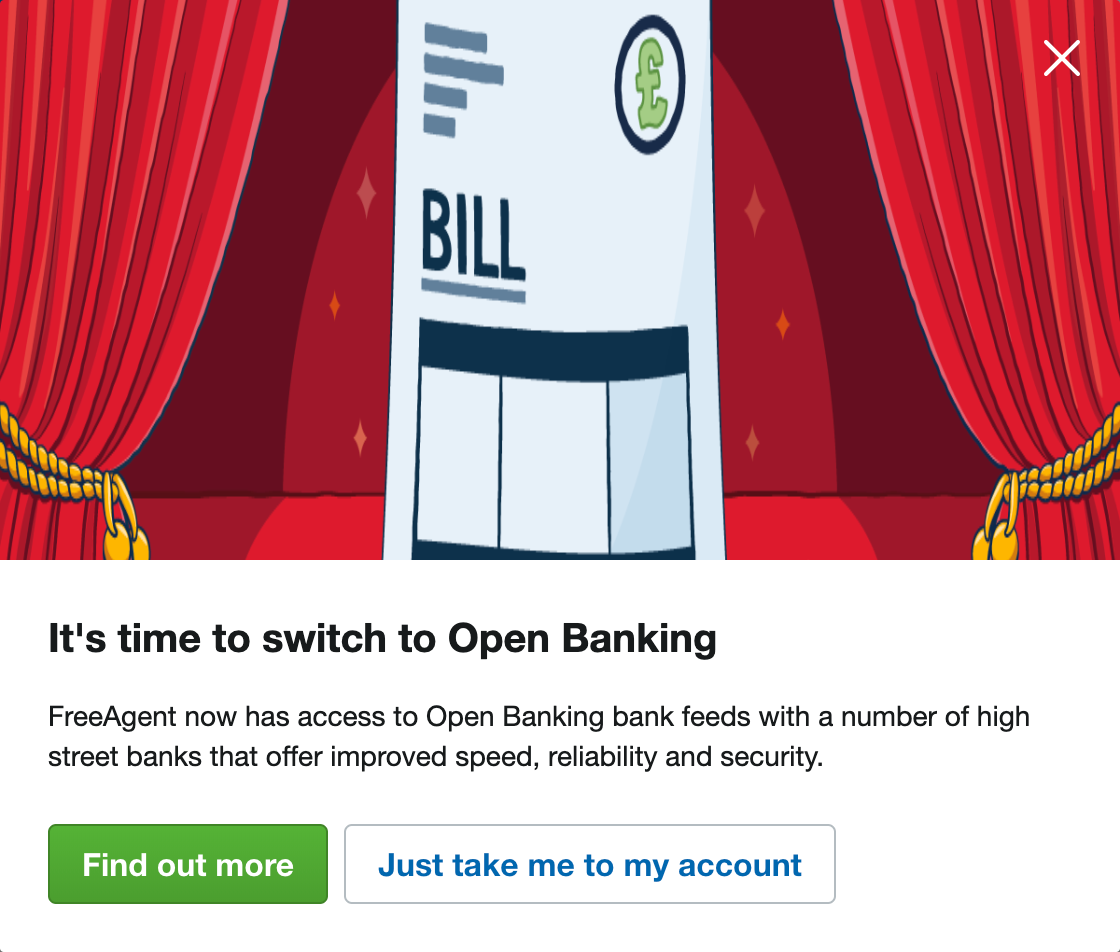 £
BILL
It's time to switch to Open Banking
FreeAgent now has access to Open Banking bank feeds with a number of high
street banks that offer improved speed, reliability and security.
Find out more
Just take me to my account